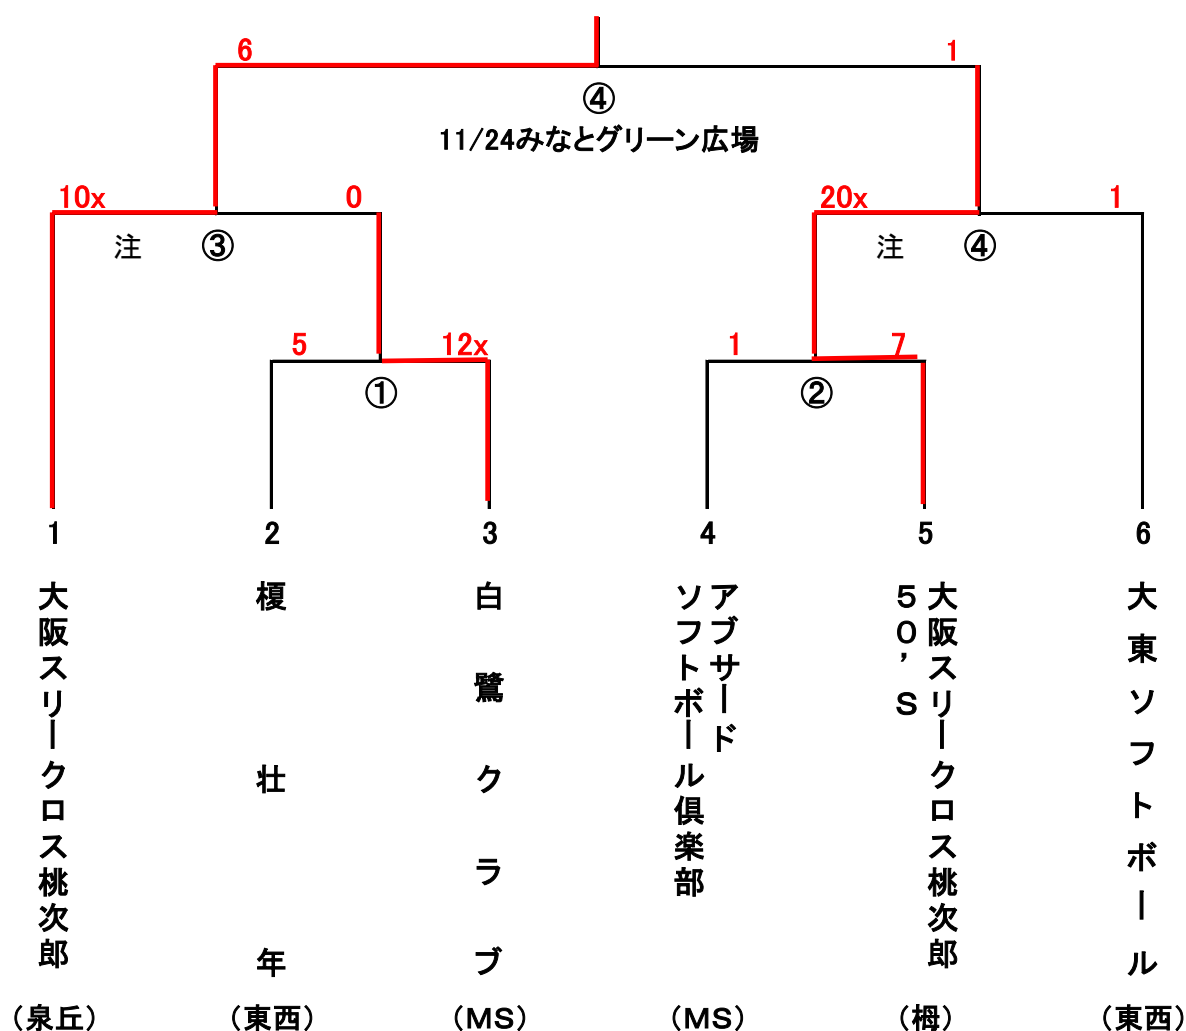 6
1
④
11/24みなとグリーン広場
10x
0
20x
1
注
③
注
④
5
12x
1
7
①
②
1
2
3
4
5
6
大阪スリークロス桃次郎
榎壮年
白鷺クラブ
アブサード
ソフトボール倶楽部
大阪スリークロス桃次郎
50’S
大東ソフトボール
（泉丘）
（東西）
（MS）
（MS）
（栂）
（東西）